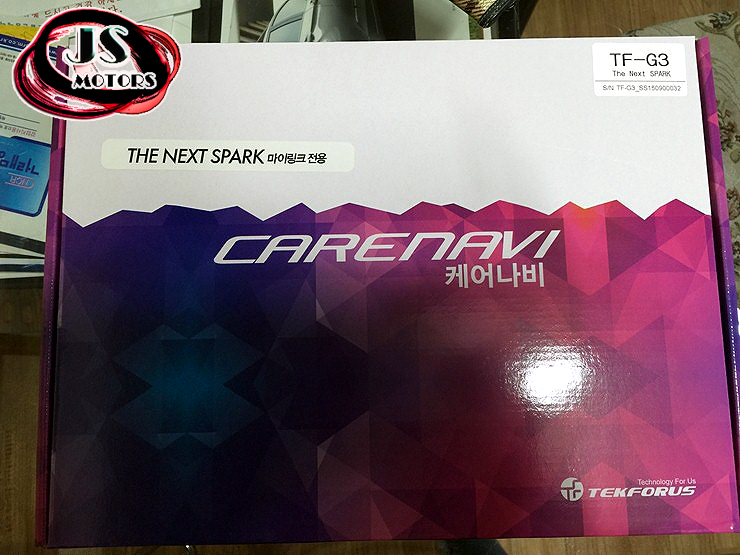 JS
MOTORS
TF-G3
The Next SPARK
S/N TF-G3_SS150900032
THE NEXT SPARK 마이링크 전용
CARENAVI
케어나비
Technology For Us
TEKFORUS